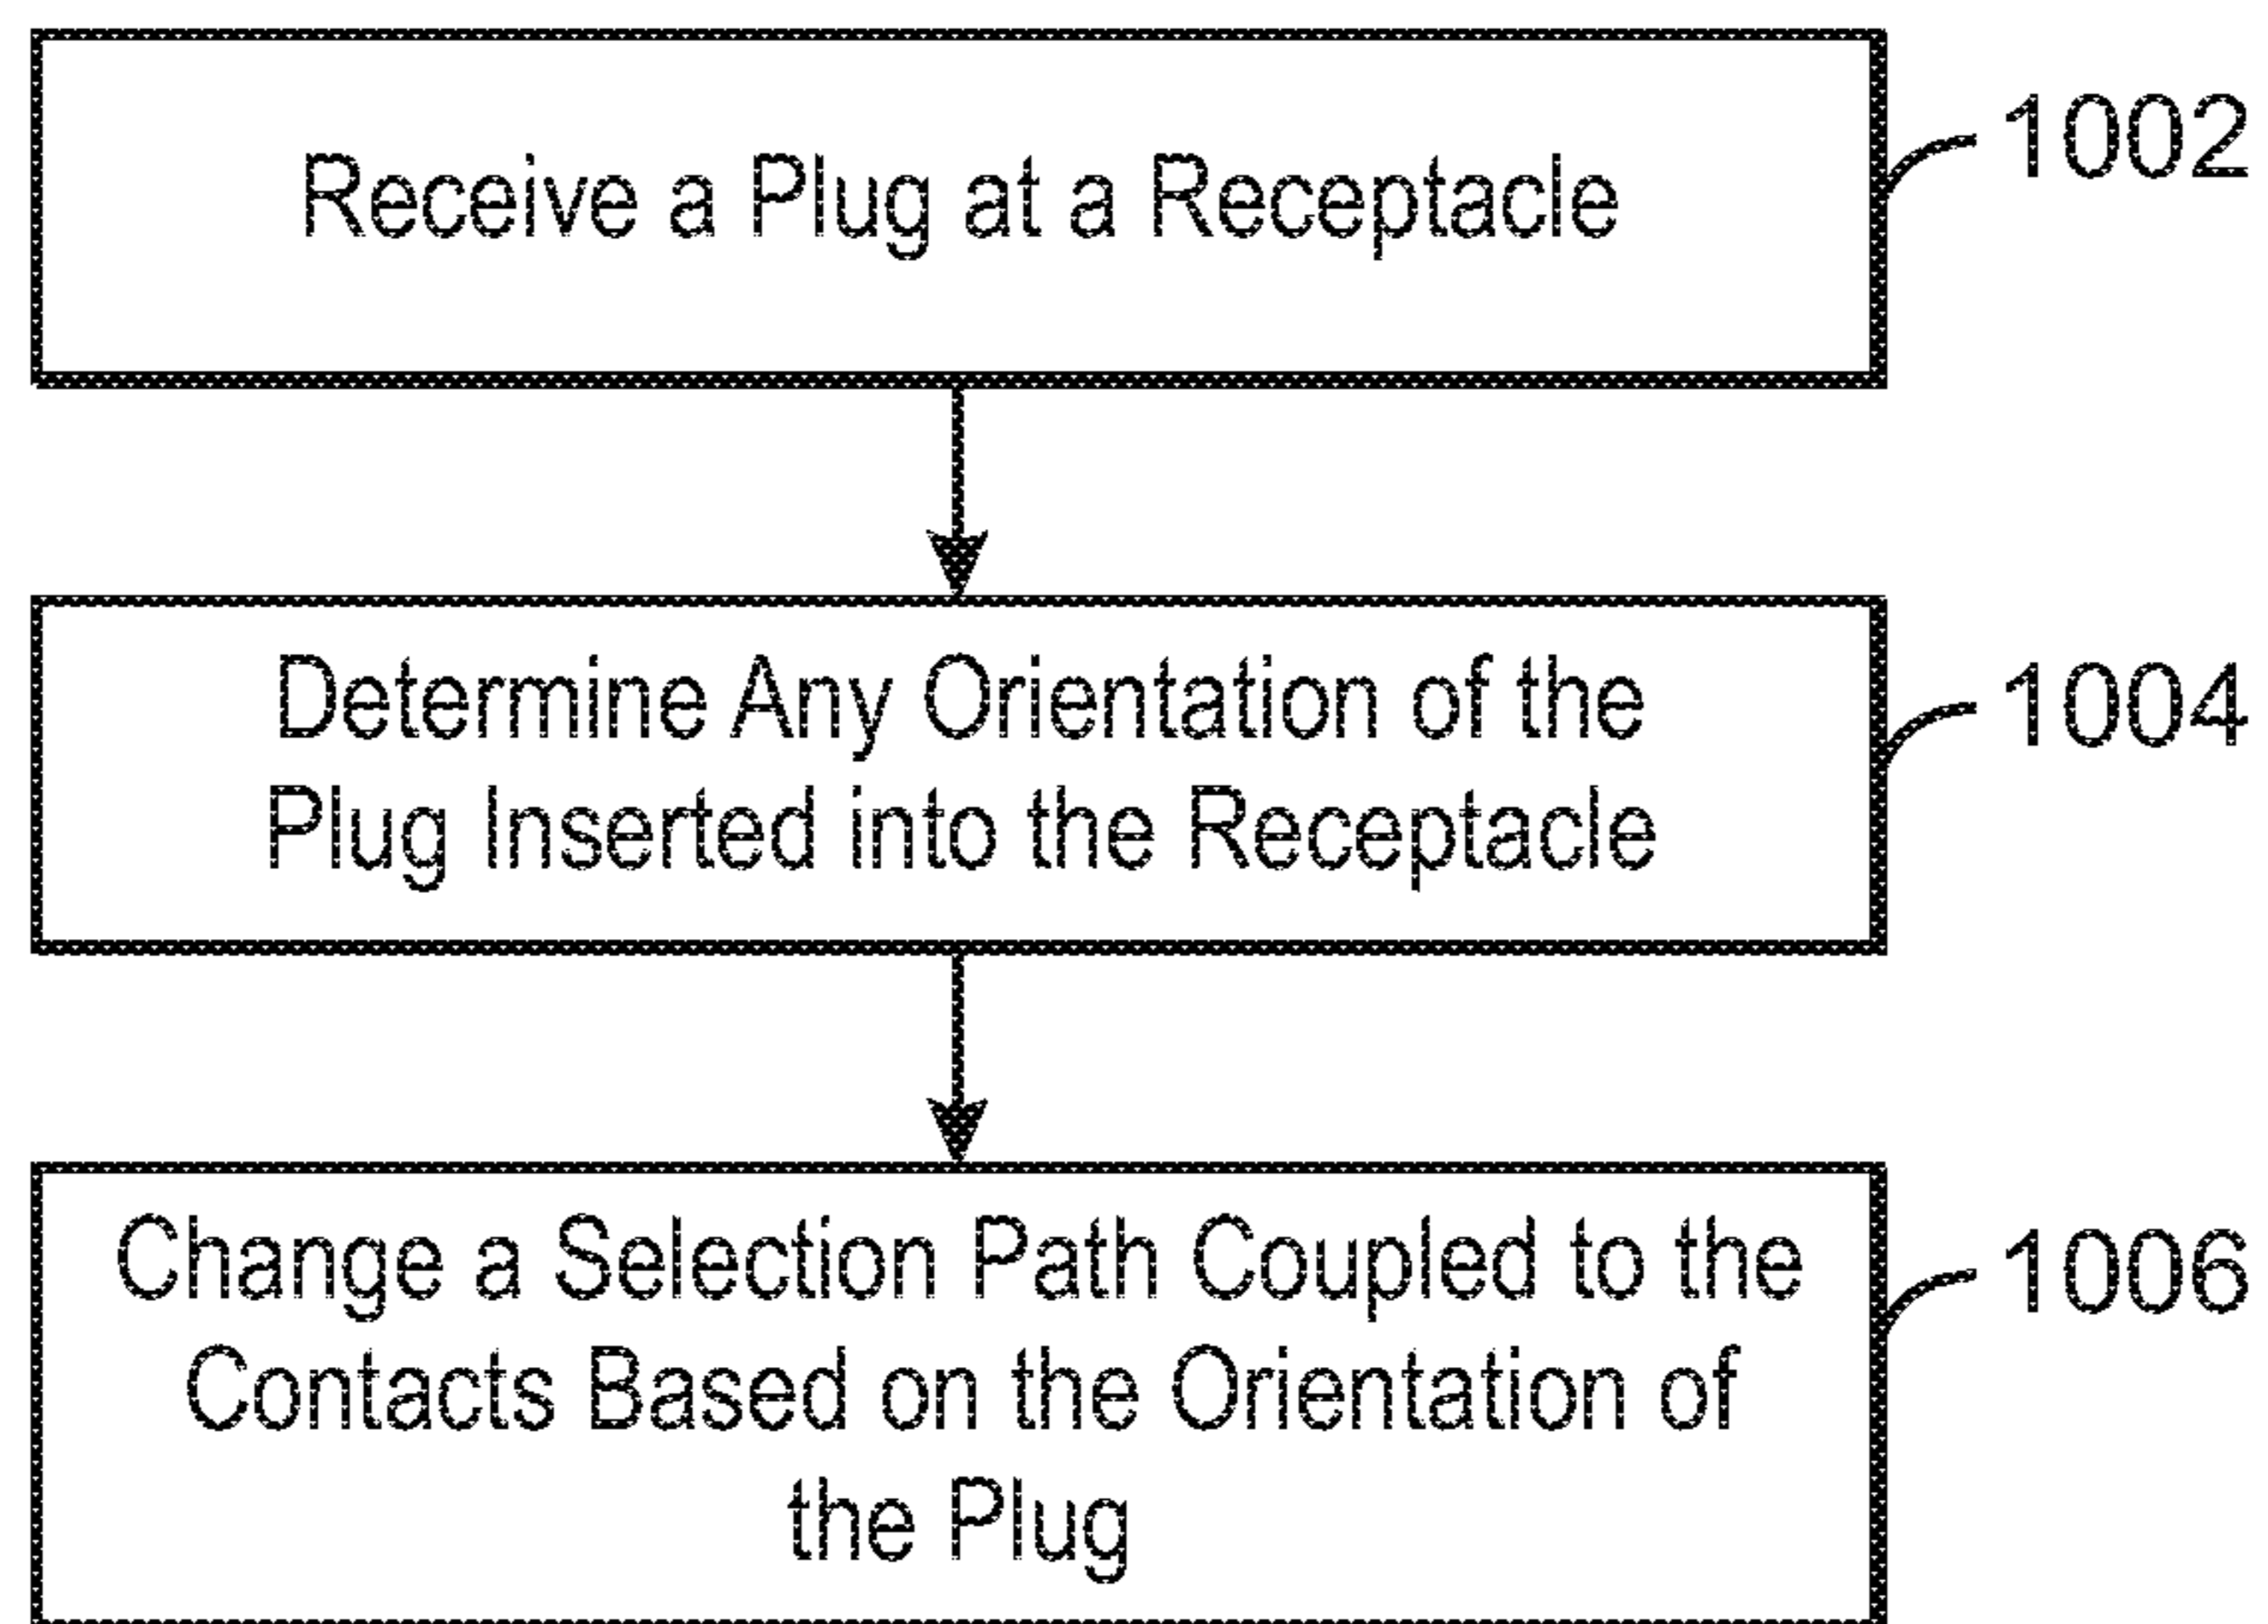 Receive a Plug at a Receptacle
1002
Determine Any Orientation of the
Plug Inserted into the Receptacle
1004
Change a Selection Path Coupled to the
Contacts Based on the Orientation of
the Plug
1006